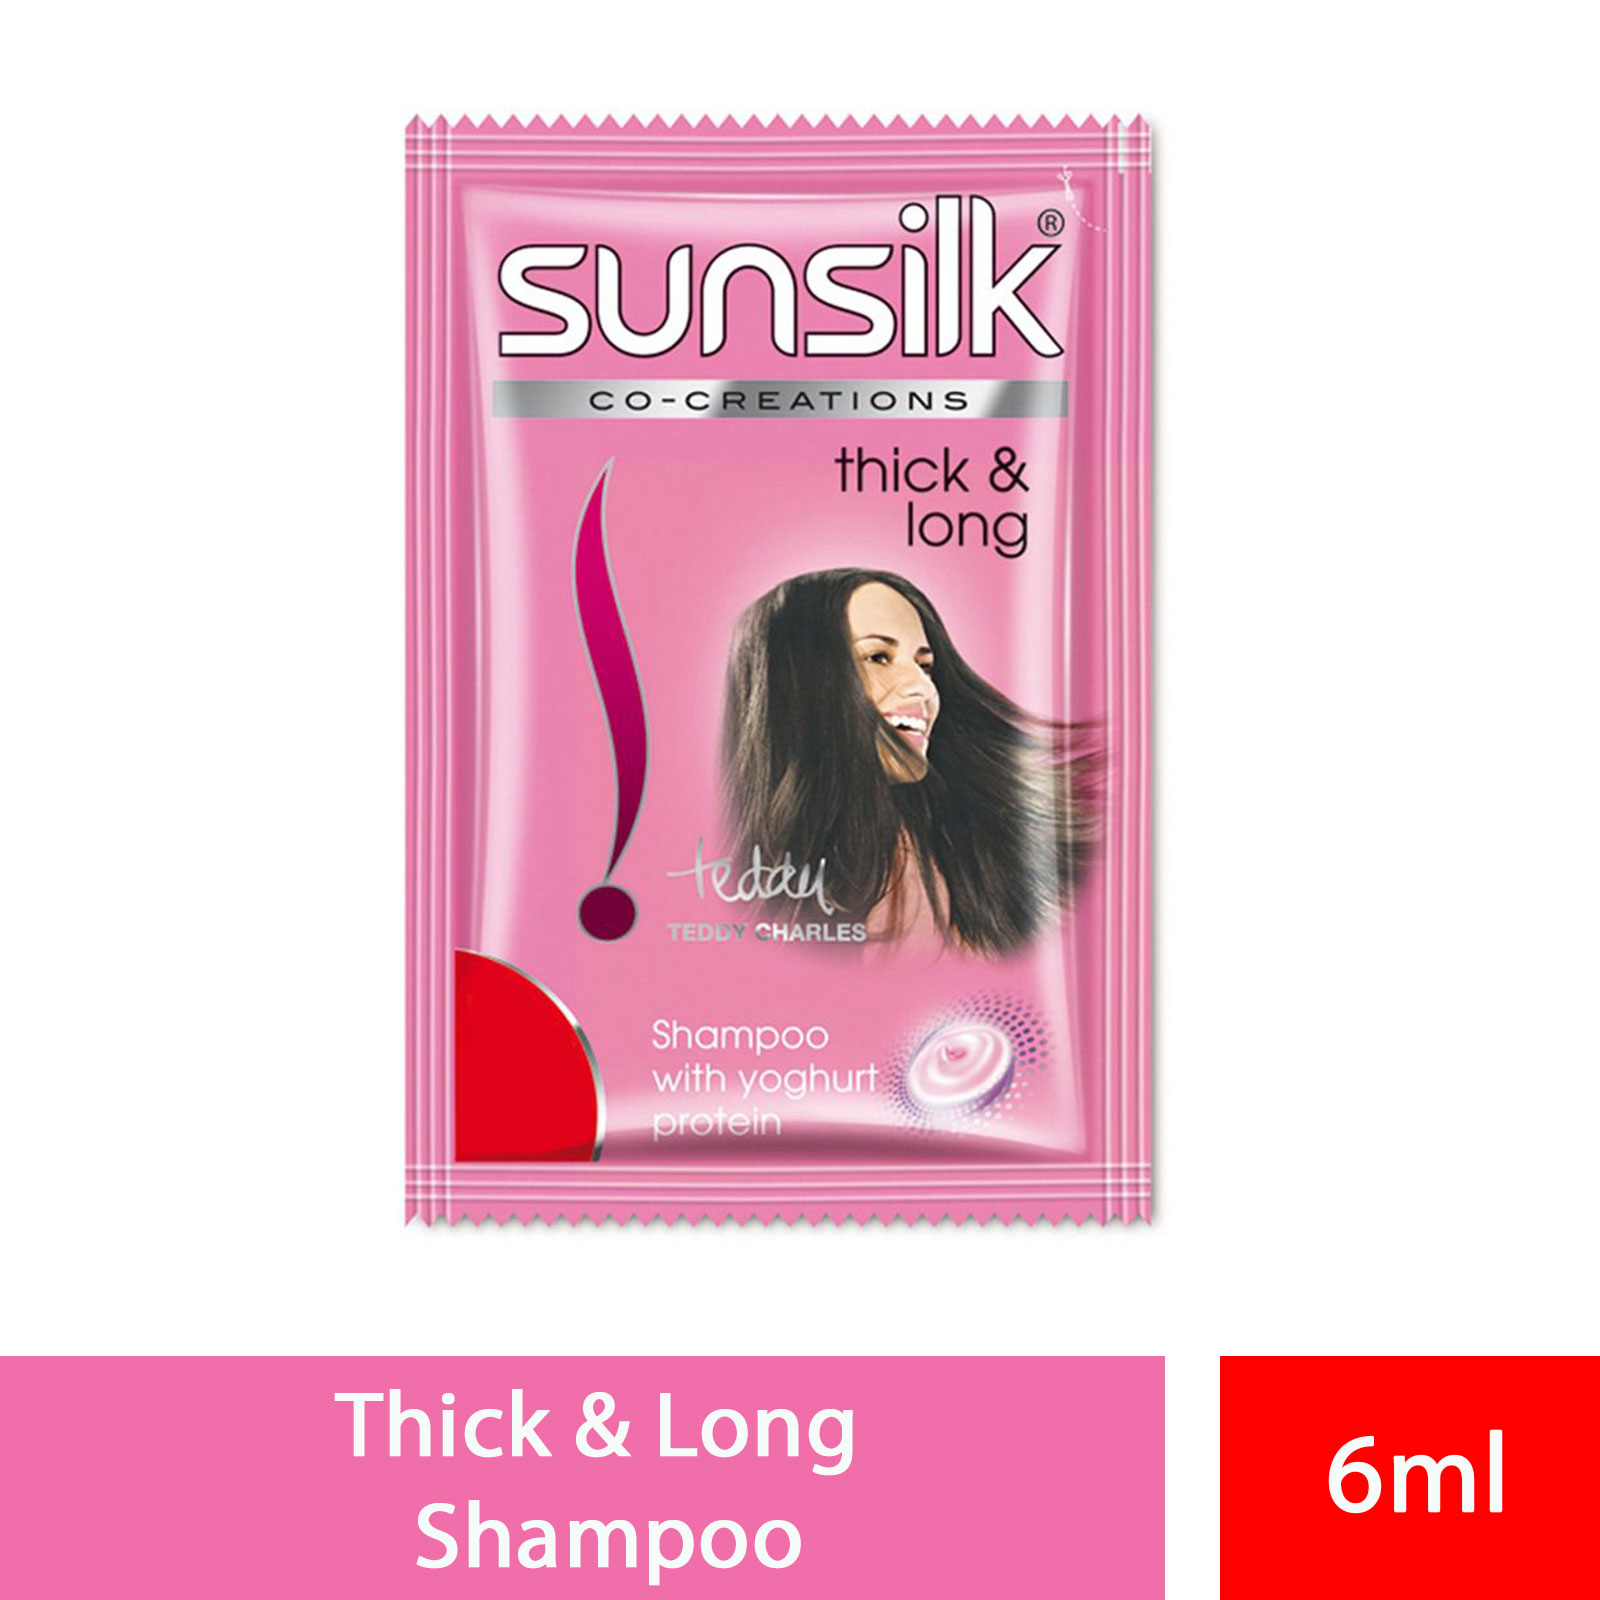 sunsilk®
CO-CREATIONS
thick &
long
teddy
TEDDY CHARLES
Shampoo
with yoghurt
protein
Thick & Long
Shampoo
6ml